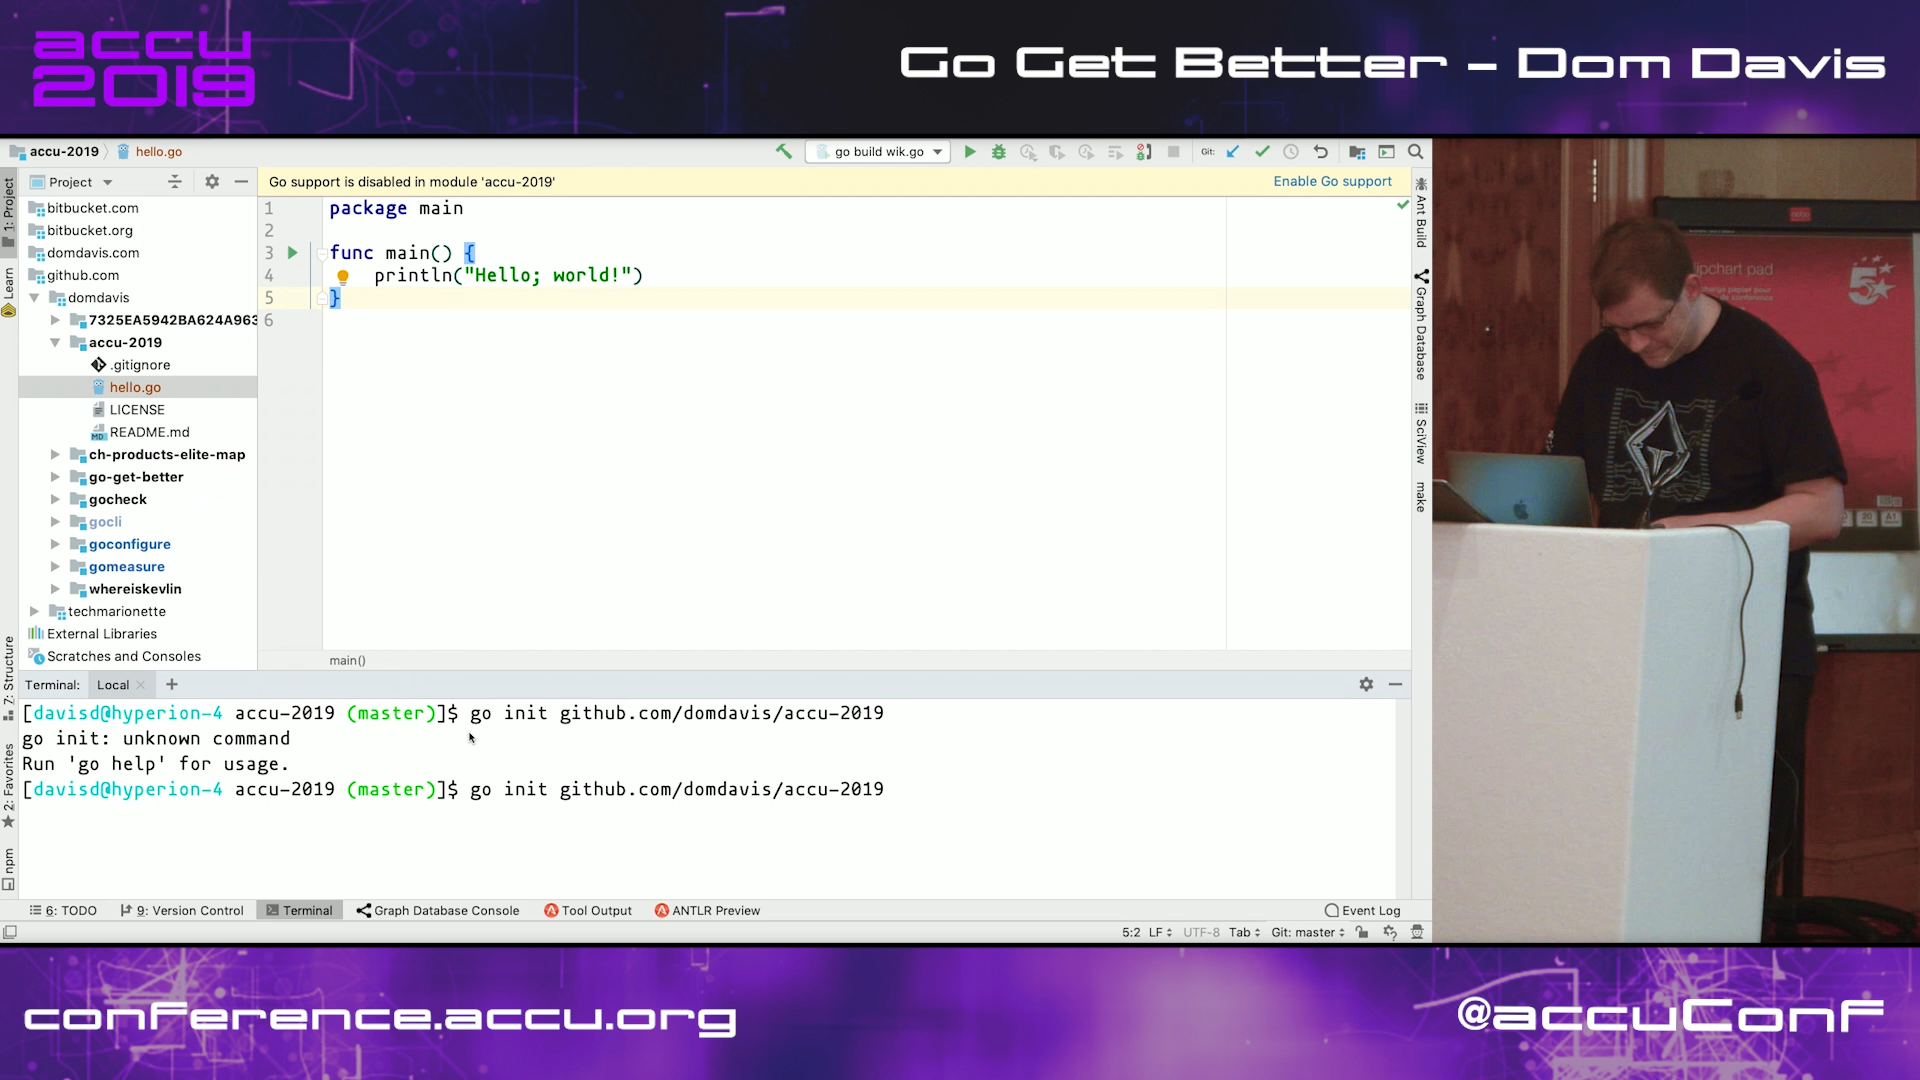 accu
2019
Go Get Better - Dom Davis
accu-2019
hello.go
go build wik.go
Git:
1: Project
Learn
7: Structure
2: Favorites
npm
Project
bitbucket.com
bitbucket.org
domdavis.com
github.com
domdavis
7325EA5942BA624A963
accu-2019
.gitignore
hello.go
LICENSE
README.md
ch-products-elite-map
go-get-better
gocheck
gocli
goconfigure
gomeasure
whereiskevlin
techmarionette
External Libraries
Scratches and Consoles
Go support is disabled in module 'accu-2019'
Enable Go support
1 package main
2
3 func main() {
4 println("Hello; world!")
5 }
6
main()
Ant Build
Graph Database
SciView
make
Terminal: Local
[davisd@hyperion-4 accu-2019 (master)]$ go init github.com/domdavis/accu-2019
go init: unknown command
Run 'go help' for usage.
[davisd@hyperion-4 accu-2019 (master)]$ go init github.com/domdavis/accu-2019
6: TODO
9: Version Control
Terminal
Graph Database Console
Tool Output
ANTLR Preview
Event Log
5:2 LF UTF-8 Tab Git: master
nobo
flipchart pad
5
20
A1
conference.accu.org
@accuConf